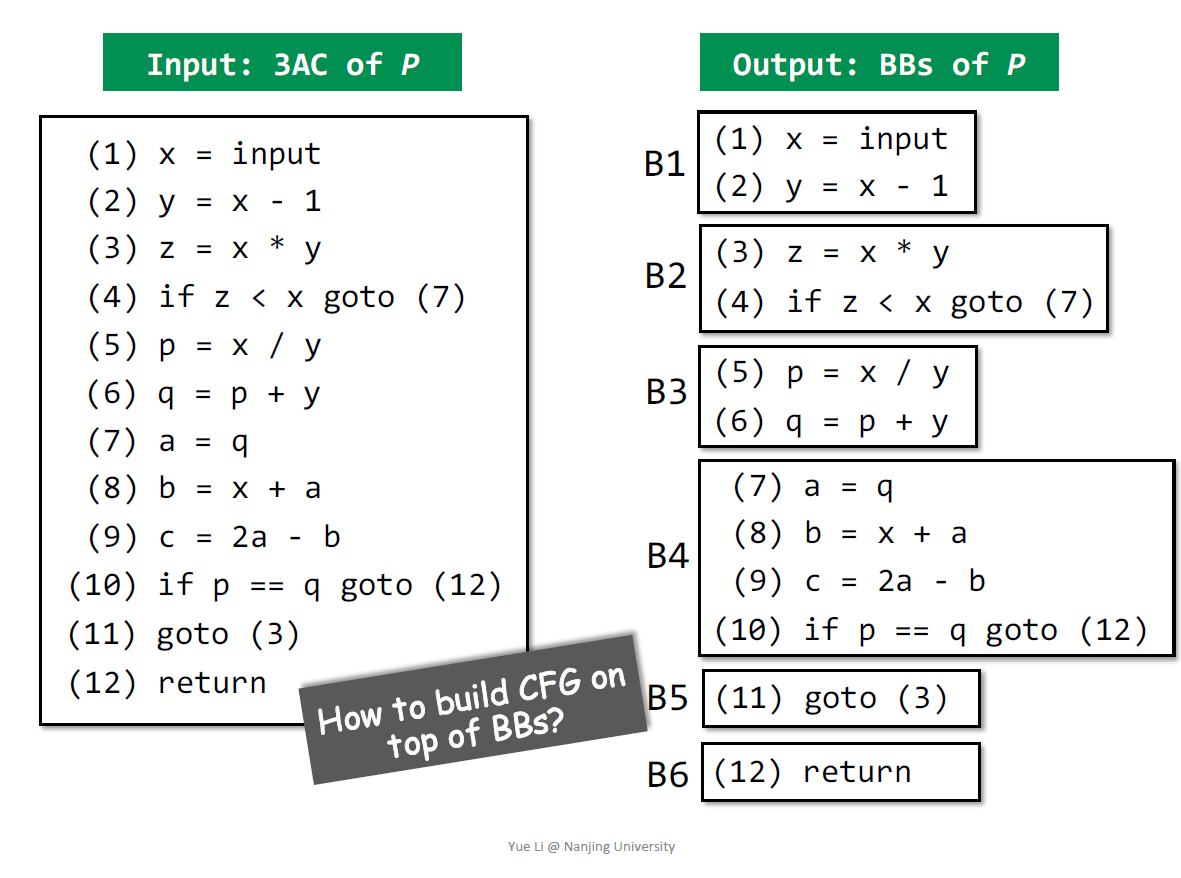 Input: 3AC of P
(1) x = input
(2) y = x - 1
(3) z = x * y
(4) if z < x goto (7)
(5) p = x / y
(6) q = p + y
(7) a = q
(8) b = x + a
(9) c = 2a - b
(10) if p == q goto (12)
(11) goto (3)
(12) return
How to build CFG on
top of BBs?
Output: BBs of P
B1
(1) x = input
(2) y = x - 1
B2
(3) z = x * y
(4) if z < x goto (7)
B3
(5) p = x / y
(6) q = p + y
B4
(7) a = q
(8) b = x + a
(9) c = 2a - b
(10) if p == q goto (12)
B5
(11) goto (3)
B6
(12) return
Yue Li @ Nanjing University